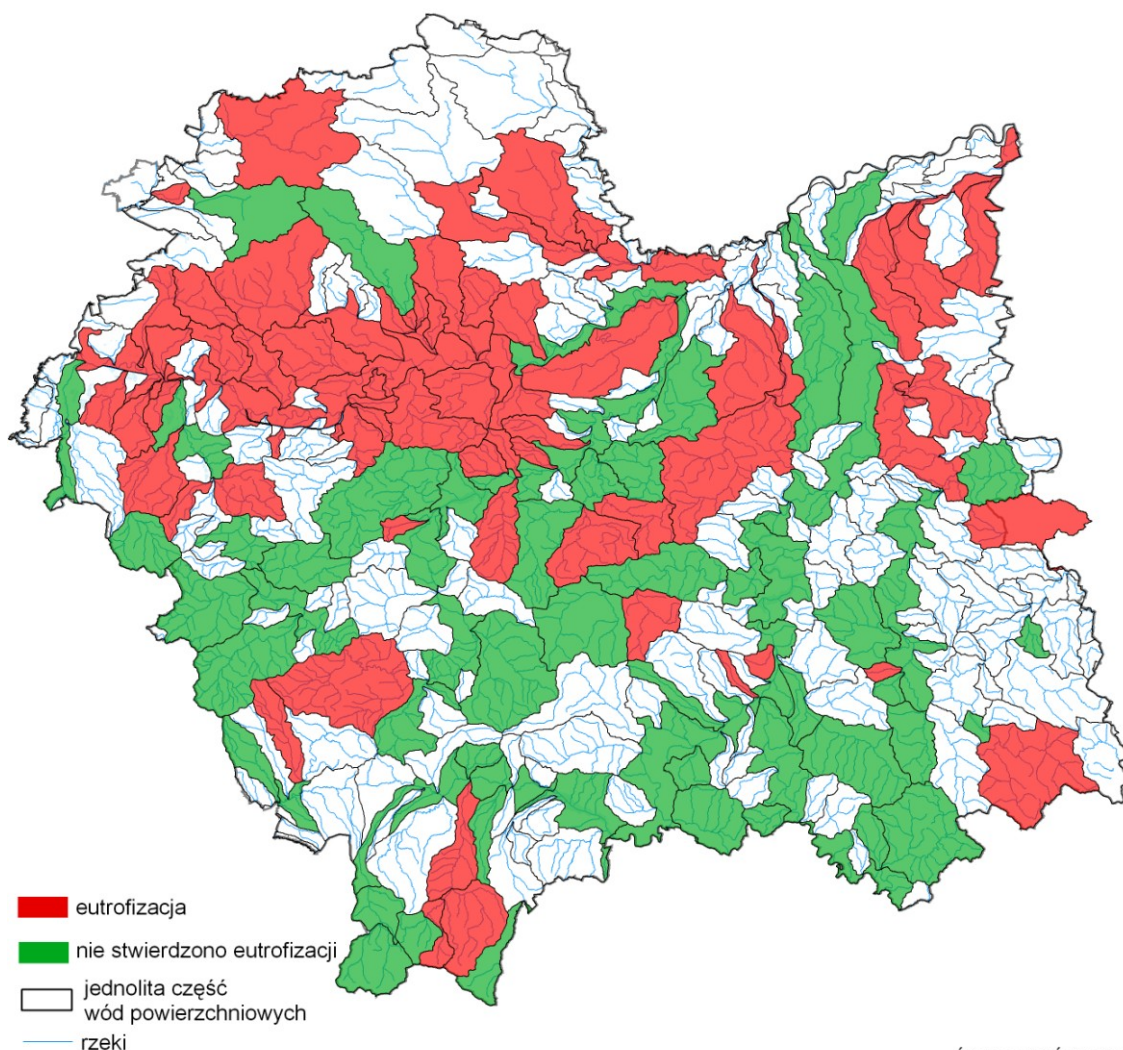 eutrofizacja
nie stwierdzono eutrofizacji
jednolita część
wód powierzchniowych
rzeki